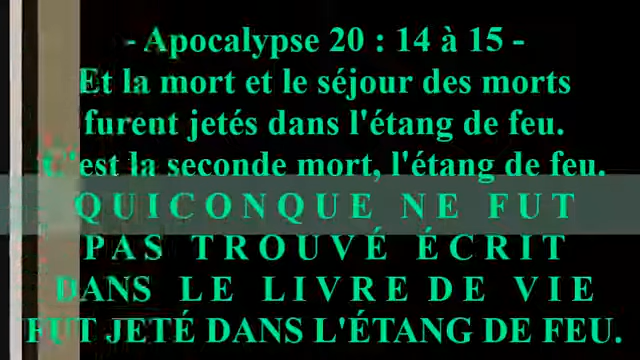 - Apocalypse 20 : 14 à 15 -
Et la mort et le séjour des morts
furent jetés dans l'étang de feu.
C'est la seconde mort, l'étang de feu.
QUICONQUE NE FUT
PAS TROUVÉ ÉCRIT
DANS LE LIVRE DE VIE
FUT JETÉ DANS L'ÉTANG DE FEU.